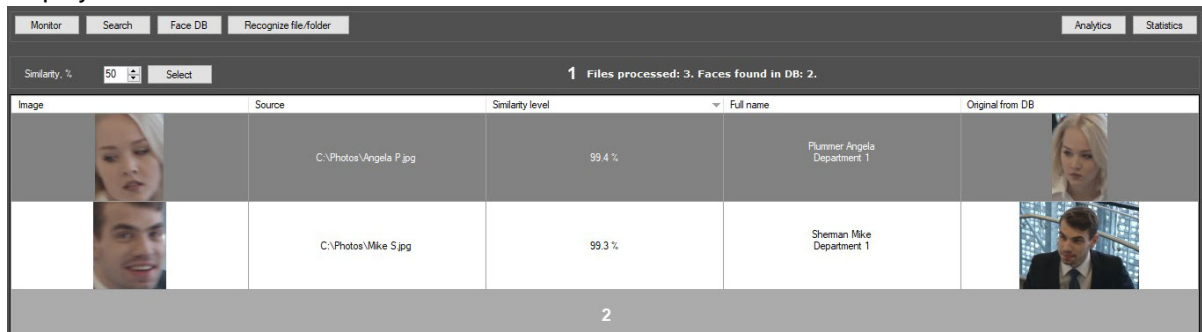 Monitor Search Face DB Recognize file/folder Analytics Statistics
Similarity, % 50 Select 1 Files processed: 3. Faces found in DB: 2.
Image Source Similarity level Full name Original from DB
C:\Photos\Angela P.jpg 99.4 % Plummer Angela
Department 1
C:\Photos\Mike S.jpg 99.3 % Sherman Mike
Department 1
2